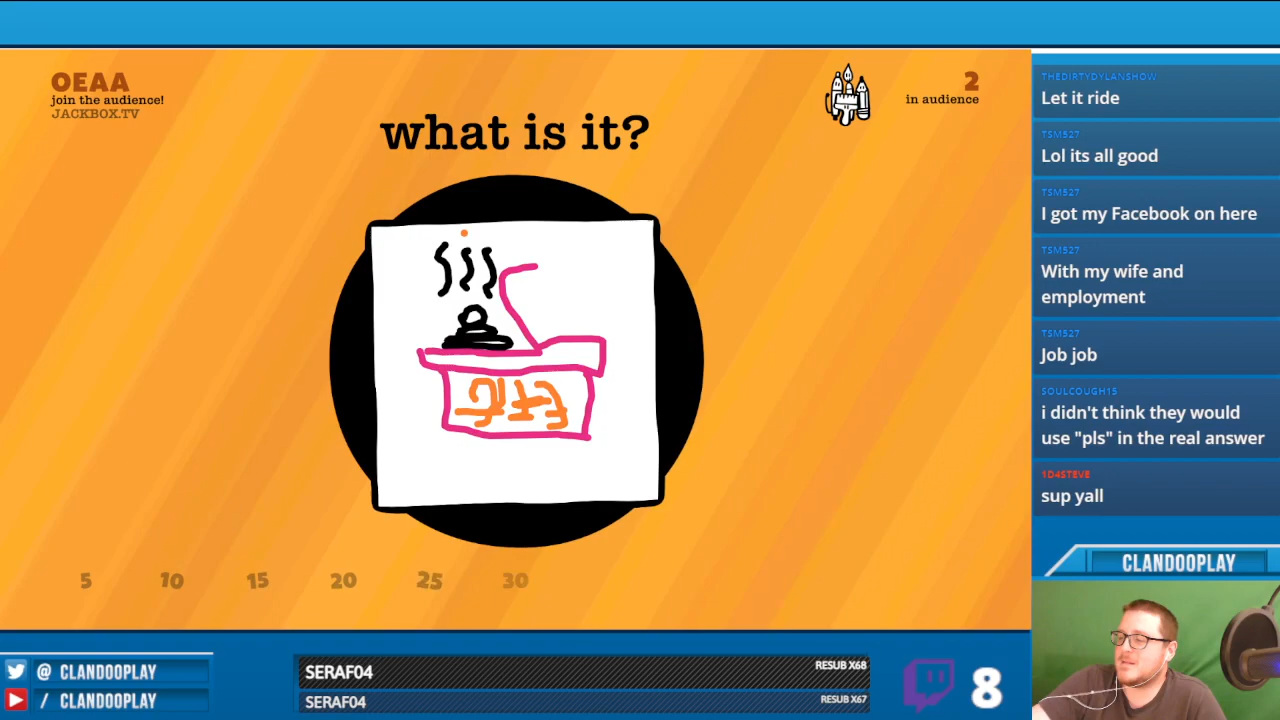 OEAA
join the audience!
JACKBOX.TV
2
in audience
what is it?
5 10 15 20 25 30
THEDIRTYDYLANSHOW
Let it ride
TSM527
Lol its all good
TSM527
I got my Facebook on here
TSM527
With my wife and
employment
TSM527
Job job
SOULCOUGH15
i didn't think they would
use "pls" in the real answer
1D4STEVE
sup yall
CLANDOOPLAY
@ CLANDOOPLAY
/ CLANDOOPLAY
SERAF04 RESUB X68
SERAF04 RESUB X67
8